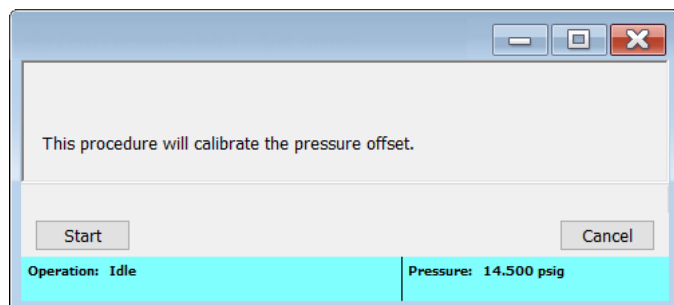 This procedure will calibrate the pressure offset.
Start Cancel
Operation: Idle Pressure: 14.500 psig